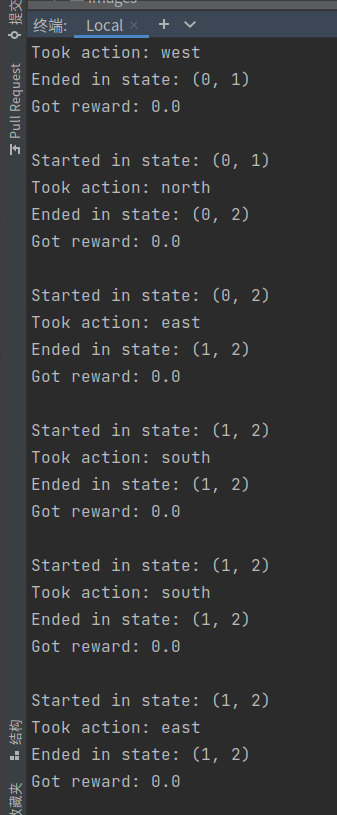 images
终端: Local × + ∨
提交
Pull Request
结构
收藏夹
Took action: west
Ended in state: (0, 1)
Got reward: 0.0
Started in state: (0, 1)
Took action: north
Ended in state: (0, 2)
Got reward: 0.0
Started in state: (0, 2)
Took action: east
Ended in state: (1, 2)
Got reward: 0.0
Started in state: (1, 2)
Took action: south
Ended in state: (1, 2)
Got reward: 0.0
Started in state: (1, 2)
Took action: south
Ended in state: (1, 2)
Got reward: 0.0
Started in state: (1, 2)
Took action: east
Ended in state: (1, 2)
Got reward: 0.0